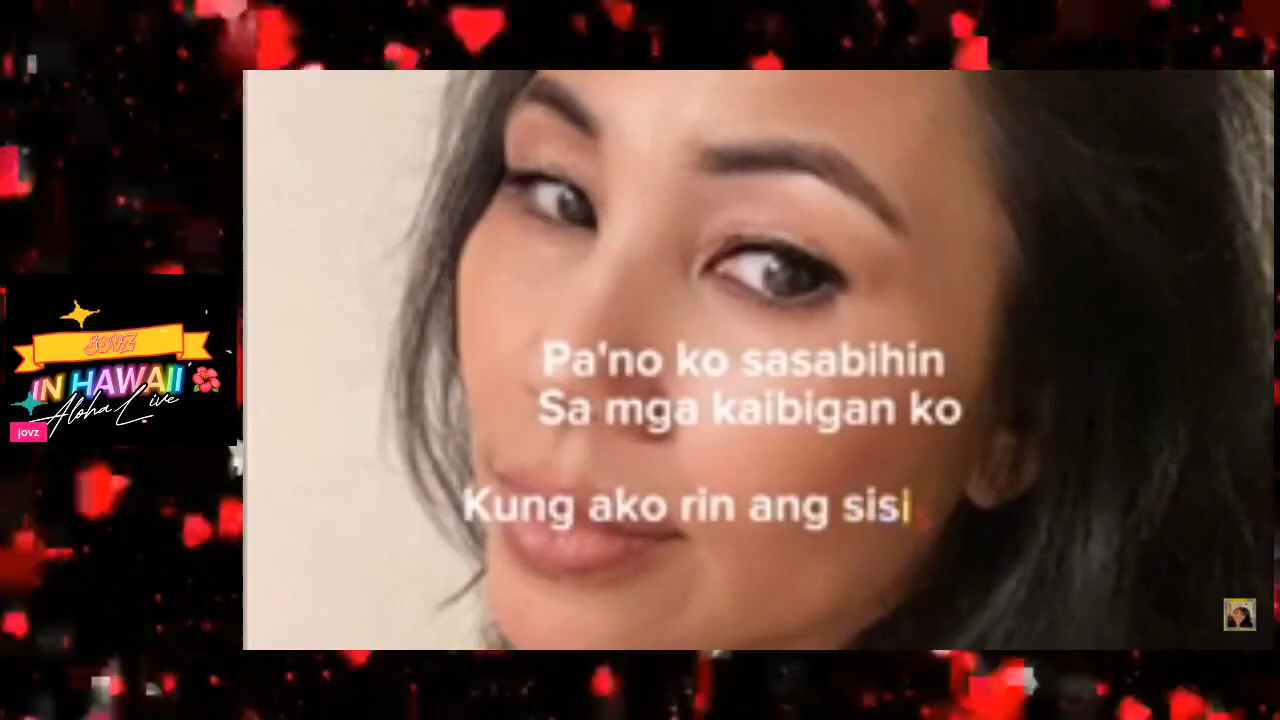 JOVZ
IN HAWAII
Aloha Live
jovz
Pa'no ko sasabihin
Sa mga kaibigan ko
Kung ako rin ang sisi